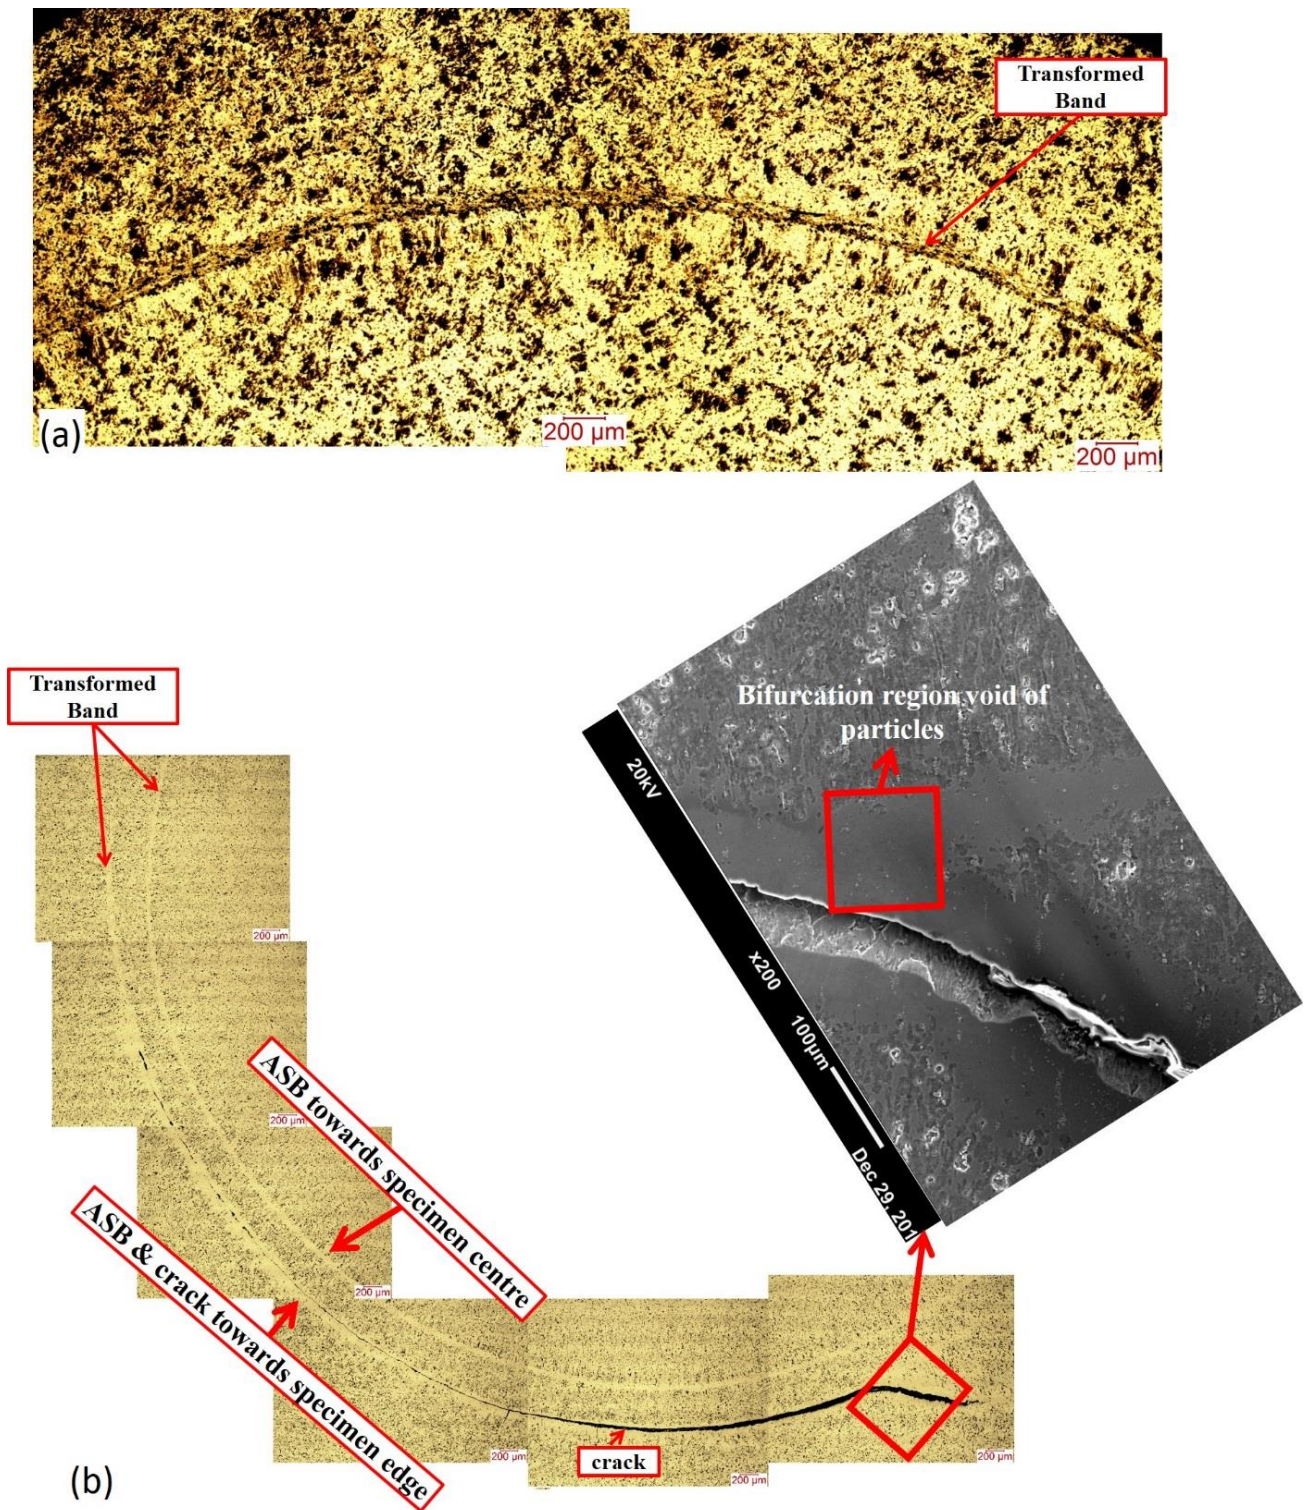 Transformed
Band
(a)
200 µm
200 µm
Bifurcation region void of
particles
20kV
x200
100µm
Dec 29, 201
Transformed
Band
200 µm
200 µm
ASB towards specimen centre
200 µm
ASB & crack towards specimen edge
200 µm
200 µm
200 µm
crack
(b)